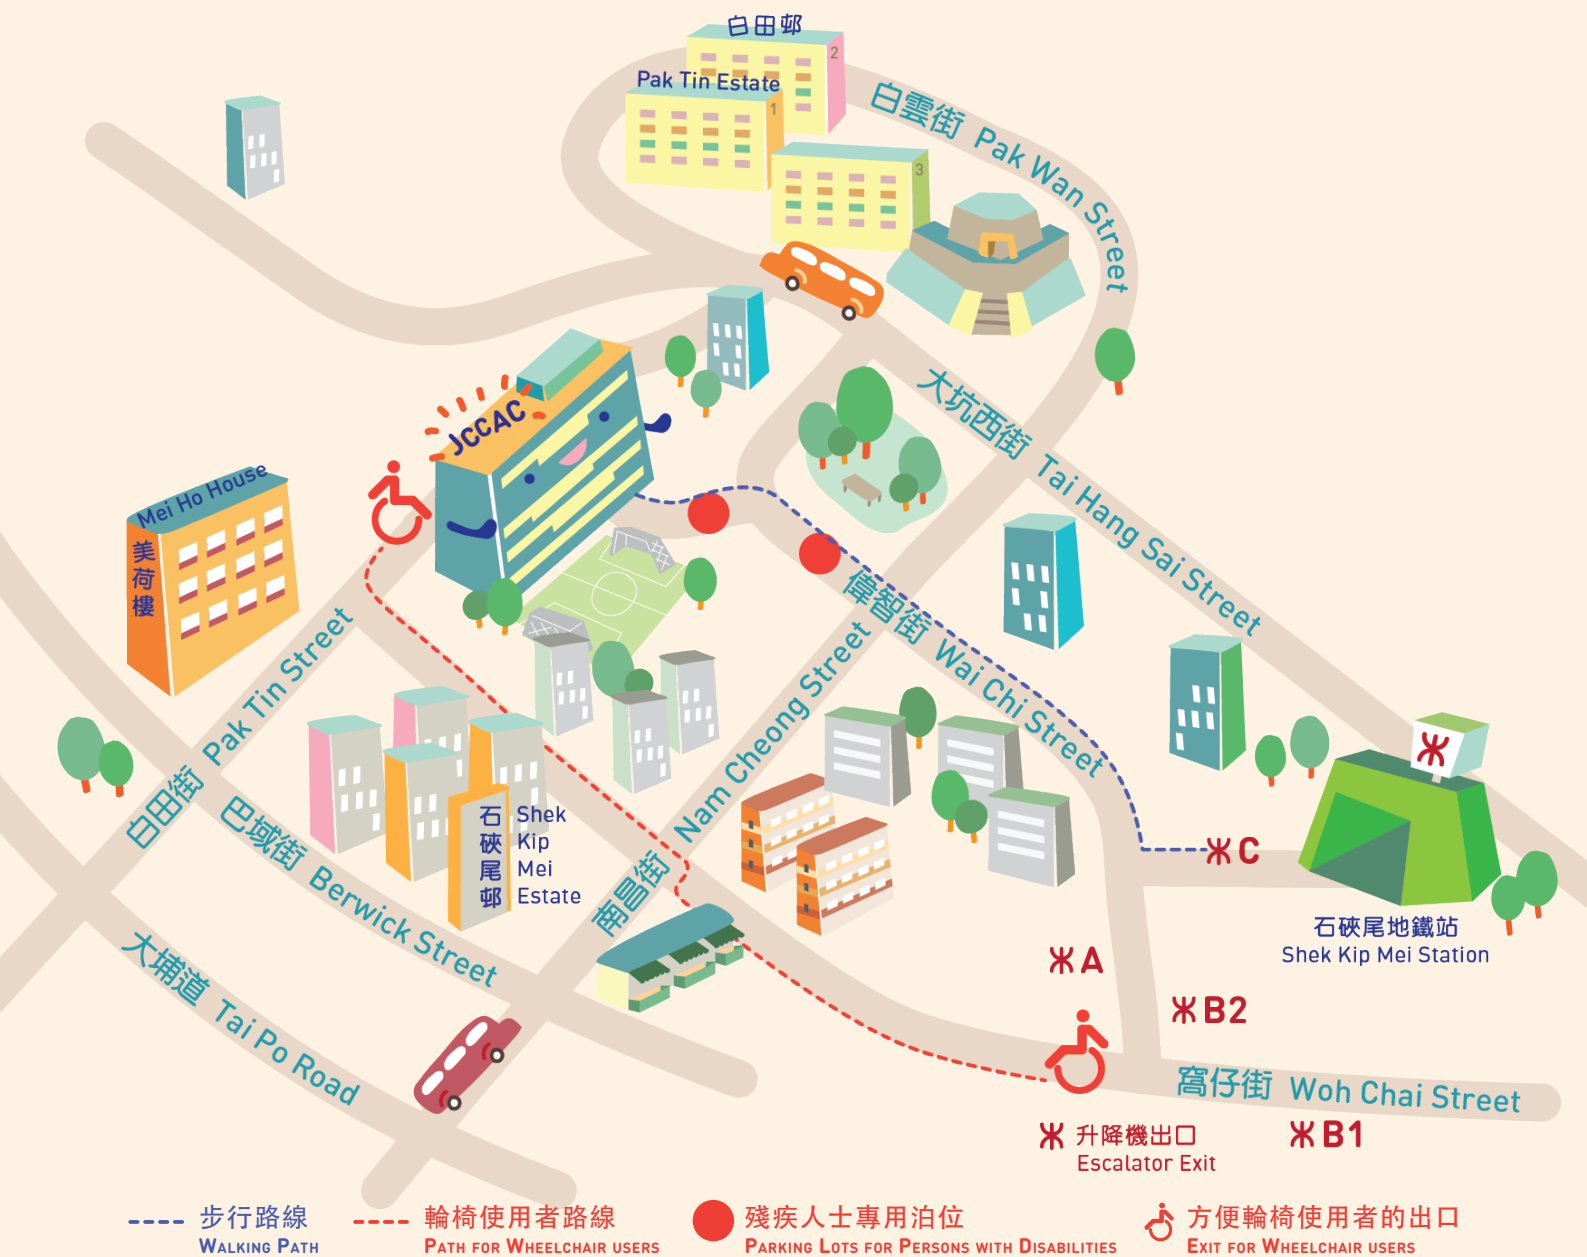 白田邨
Pak Tin Estate
2
1
3
白雲街 Pak Wan Street
大坑西街 Tai Hang Sai Street
JCCAC
Mei Ho House
美荷樓
偉智街 Wai Chi Street
白田街 Pak Tin Street
南昌街 Nam Cheong Street
石硤尾邨
Shek
Kip
Mei
Estate
巴域街 Berwick Street
大埔道 Tai Po Road
C
石硤尾地鐵站
Shek Kip Mei Station
A
B2
窩仔街 Woh Chai Street
B1
升降機出口
Escalator Exit
步行路線
WALKING PATH
輪椅使用者路線
PATH FOR WHEELCHAIR USERS
殘疾人士專用泊位
PARKING LOTS FOR PERSONS WITH DISABILITIES
方便輪椅使用者的出口
EXIT FOR WHEELCHAIR USERS